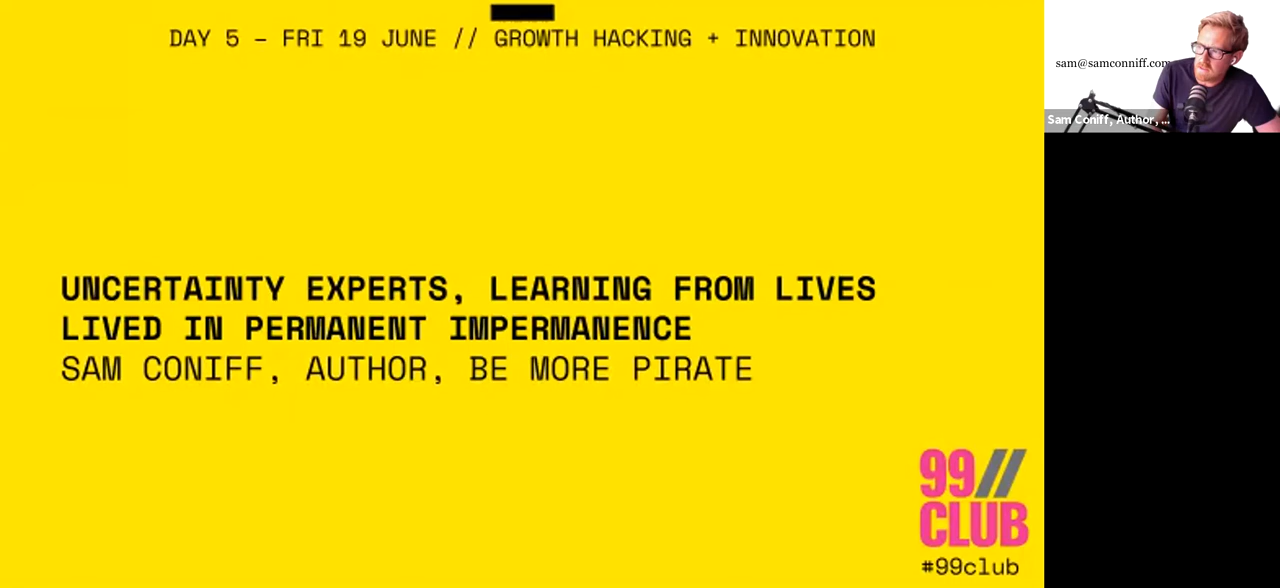 DAY 5 – FRI 19 JUNE // GROWTH HACKING + INNOVATION
sam@samconniff.com
Sam Coniff, Author, ...
UNCERTAINTY EXPERTS, LEARNING FROM LIVES
LIVED IN PERMANENT IMPERMANENCE
SAM CONIFF, AUTHOR, BE MORE PIRATE
99//
CLUB
#99club